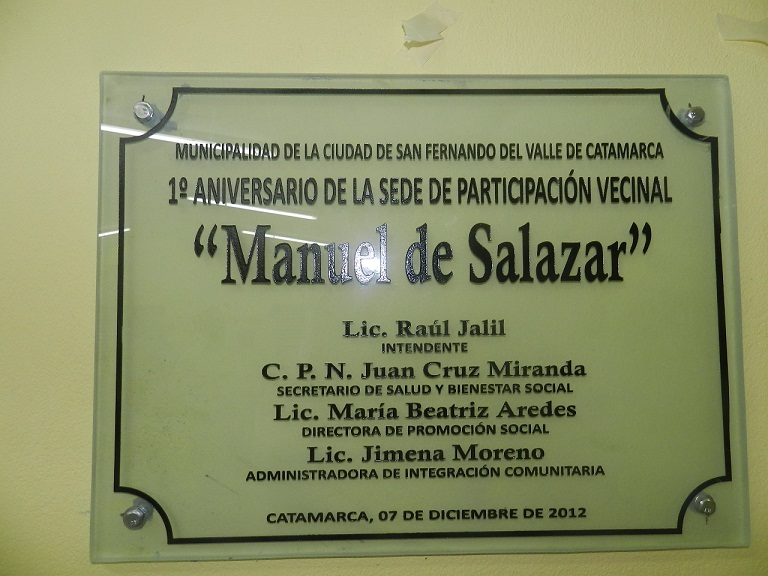 MUNICIPALIDAD DE LA CIUDAD DE SAN FERNANDO DEL VALLE DE CATAMARCA
1º ANIVERSARIO DE LA SEDE DE PARTICIPACIÓN VECINAL
“Manuel de Salazar”
Lic. Raúl Jalil
INTENDENTE
C. P. N. Juan Cruz Miranda
SECRETARIO DE SALUD Y BIENESTAR SOCIAL
Lic. María Beatriz Aredes
DIRECTORA DE PROMOCIÓN SOCIAL
Lic. Jimena Moreno
ADMINISTRADORA DE INTEGRACIÓN COMUNITARIA
CATAMARCA, 07 DE DICIEMBRE DE 2012